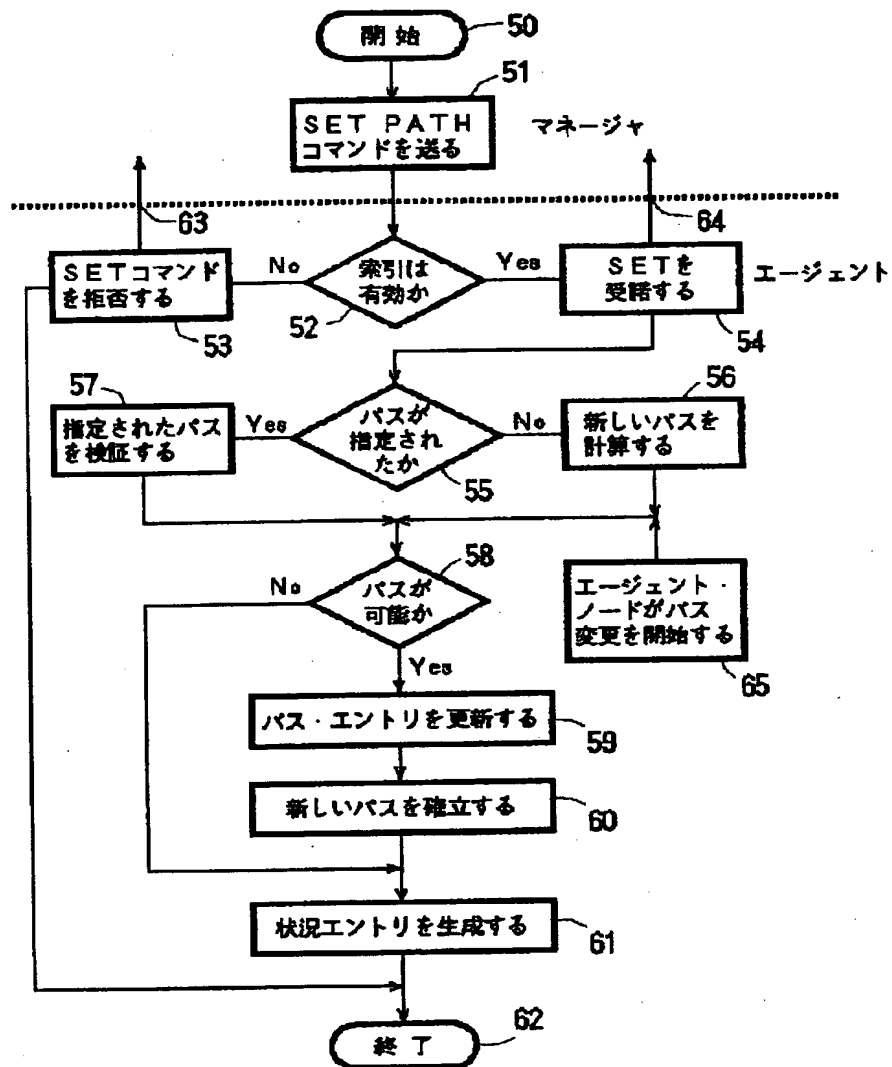 開始
50
51
SET PATH
コマンドを送る
マネージャ
63
64
SETコマンド
を拒否する
53
No
索引は
有効か
52
Yes
SETを
受諾する
54
エージェント
57
指定されたパス
を検証する
Yes
パスが
指定され
たか
55
No
56
新しいパスを
計算する
58
No
パスが
可能か
Yes
エージェント・
ノードがパス
変更を開始する
65
パス・エントリを更新する
59
新しいパスを確立する
60
状況エントリを生成する
61
終了
62